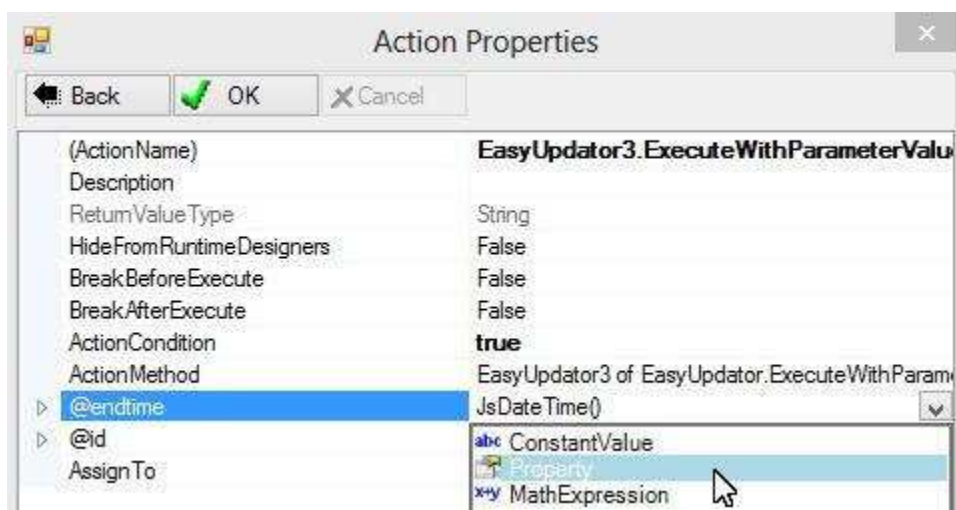 Action Properties
Back OK Cancel
(ActionName) EasyUpdator3.ExecuteWithParameterValu
Description
ReturnValueType String
HideFromRuntimeDesigners False
BreakBeforeExecute False
BreakAfterExecute False
ActionCondition true
ActionMethod EasyUpdator3 of EasyUpdator.ExecuteWithParam
@endtime JsDateTime()
@id abc ConstantValue
Property
AssignTo
x+y MathExpression